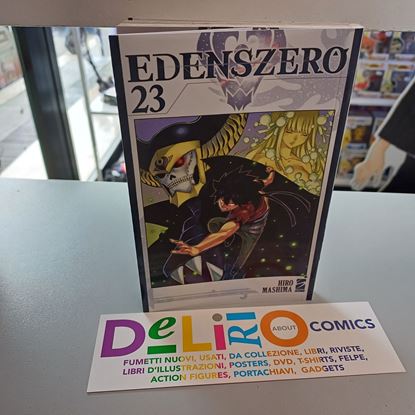 EDENSZERO
23
HIRO
MASHIMA
DeLiRiO ABOUT COMICS
FUMETTI NUOVI, USATI, DA COLLEZIONE, LIBRI, RIVISTE,
LIBRI D'ILLUSTRAZIONI, POSTERS, DVD, T-SHIRTS, FELPE,
ACTION FIGURES, PORTACHIAVI, GADGETS